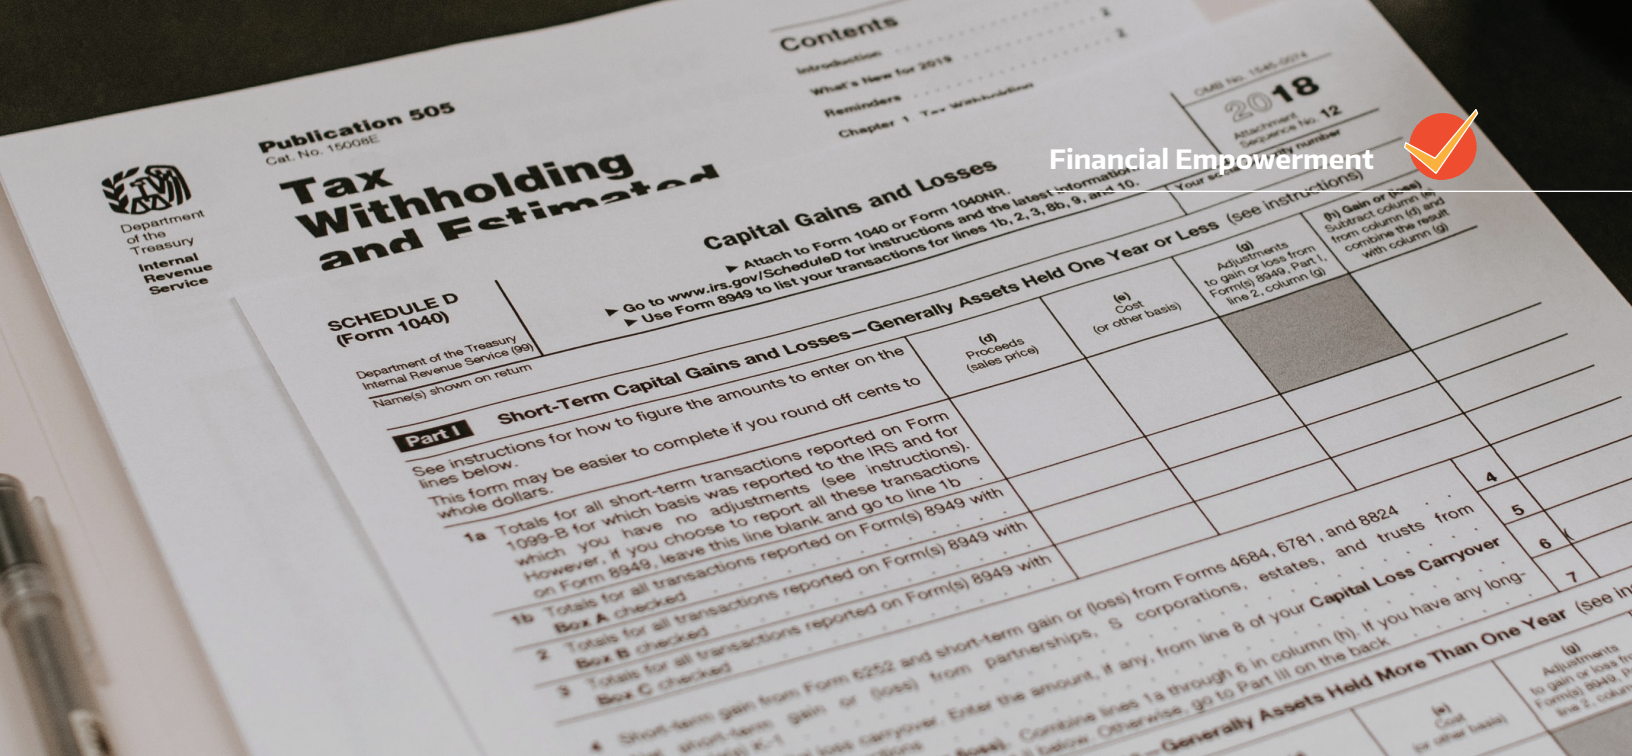 Financial Empowerment
Publication 505
Cat. No. 15008E
Tax
Withholding
and Estimated
Department
of the
Treasury
Internal
Revenue
Service
Contents
Introduction
What's New for 2019
Reminders
Chapter 1. Tax Withholding
SCHEDULE D
(Form 1040)
Department of the Treasury
Internal Revenue Service (99)
Name(s) shown on return
Capital Gains and Losses
► Attach to Form 1040 or Form 1040NR.
► Go to www.irs.gov/ScheduleD for instructions and the latest information.
► Use Form 8949 to list your transactions for lines 1b, 2, 3, 8b, 9, and 10.
OMB No. 1545-0074
2018
Attachment
Sequence No. 12
Part I
Short-Term Capital Gains and Losses—Generally Assets Held One Year or Less (see instructions)
See instructions for how to figure the amounts to enter on the
lines below.
This form may be easier to complete if you round off cents to
whole dollars.
(d)
Proceeds
(sales price)
(e)
Cost
(or other basis)
(g)
Adjustments
to gain or loss from
Form(s) 8949, Part I,
line 2, column (g)
(h) Gain or (loss)
Subtract column (e)
from column (d) and
combine the result
with column (g)
1a Totals for all short-term transactions reported on Form
1099-B for which basis was reported to the IRS and for
which you have no adjustments (see instructions).
However, if you choose to report all these transactions
on Form 8949, leave this line blank and go to line 1b
1b Totals for all transactions reported on Form(s) 8949 with
Box A checked
2 Totals for all transactions reported on Form(s) 8949 with
Box B checked
3 Totals for all transactions reported on Form(s) 8949 with
Box C checked
4 Short-term gain from Form 6252 and short-term gain or (loss) from Forms 4684, 6781, and 8824
4
short-term gain or (loss) from partnerships, S corporations, estates, and trusts from
K-1
5
loss carryover. Enter the amount, if any, from line 8 of your Capital Loss Carryover
6 (
Combine lines 1a through 6 in column (h). If you have any long-
below. Otherwise, go to Part III on the back
7
Generally Assets Held More Than One Year (see
(e)
Cost
(or other basis)
(g)
Adjustments
to gain or loss
Form(s) 8949,
line 2,